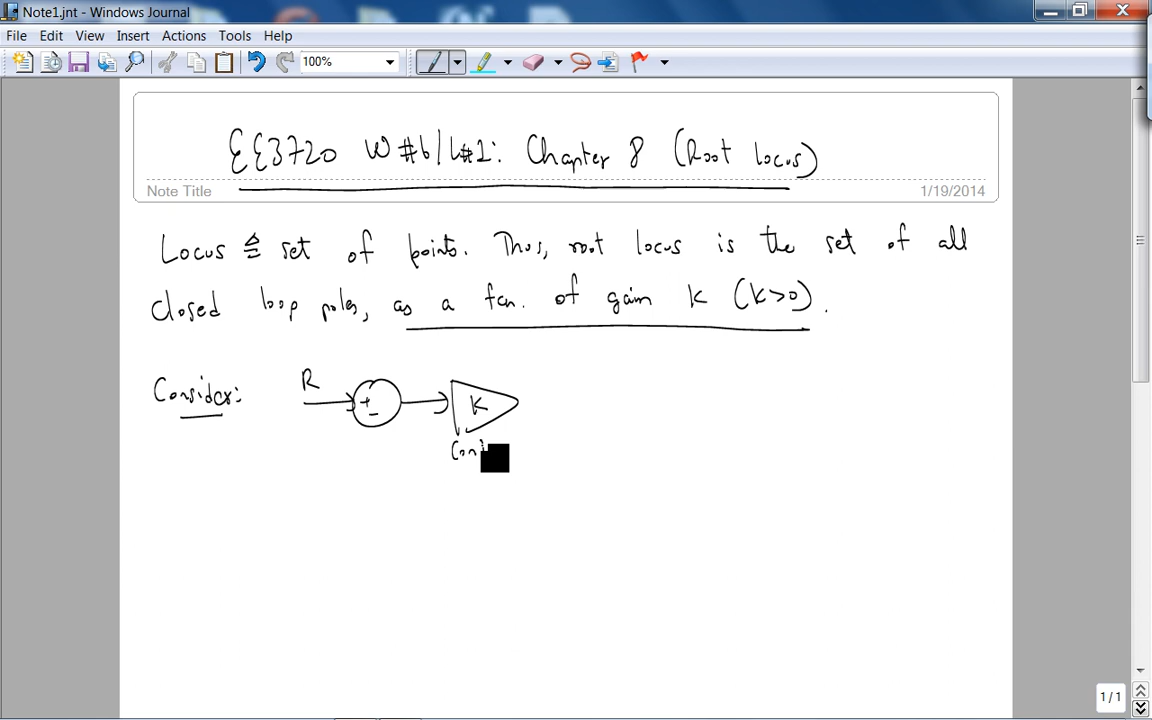 Note1.jnt - Windows Journal
File Edit View Insert Actions Tools Help
100%
EE3720 W#6/L#1: Chapter 8 (Root locus)
Note Title
1/19/2014
Locus ≜ set of points. Thus, root locus is the set of all
closed loop poles, as a fcn. of gain K (K>0).
Consider:
R
+
-
K
Con
1 / 1